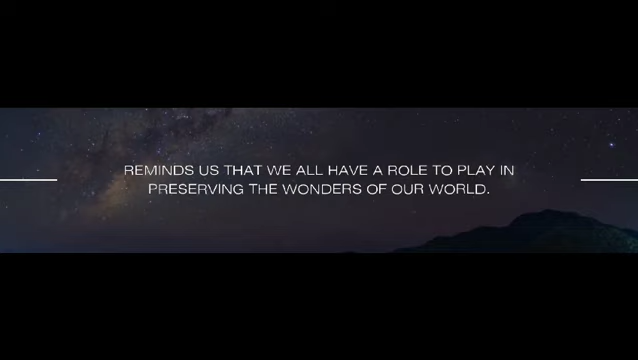 REMINDS US THAT WE ALL HAVE A ROLE TO PLAY IN
PRESERVING THE WONDERS OF OUR WORLD.